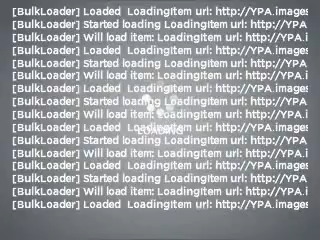 [BulkLoader] Loaded  LoadingItem url: http://YPA.images
[BulkLoader] Started loading LoadingItem url: http://YPA
[BulkLoader] Will load item: LoadingItem url: http://YPA.i
[BulkLoader] Loaded  LoadingItem url: http://YPA.images
[BulkLoader] Started loading LoadingItem url: http://YPA
[BulkLoader] Will load item: LoadingItem url: http://YPA.i
[BulkLoader] Loaded  LoadingItem url: http://YPA.images
[BulkLoader] Started loading LoadingItem url: http://YPA
[BulkLoader] Will load item: LoadingItem url: http://YPA.i
[BulkLoader] Loaded  LoadingItem url: http://YPA.images
LOADING
[BulkLoader] Started loading LoadingItem url: http://YPA
[BulkLoader] Will load item: LoadingItem url: http://YPA.i
[BulkLoader] Loaded  LoadingItem url: http://YPA.images
[BulkLoader] Started loading LoadingItem url: http://YPA
[BulkLoader] Will load item: LoadingItem url: http://YPA.i
[BulkLoader] Loaded  LoadingItem url: http://YPA.images